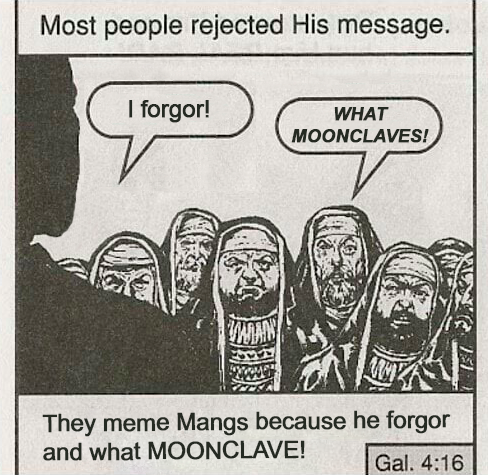 Most people rejected His message.
I forgor!
WHAT
MOONCLAVES!
They meme Mangs because he forgor
and what MOONCLAVE!
Gal. 4:16